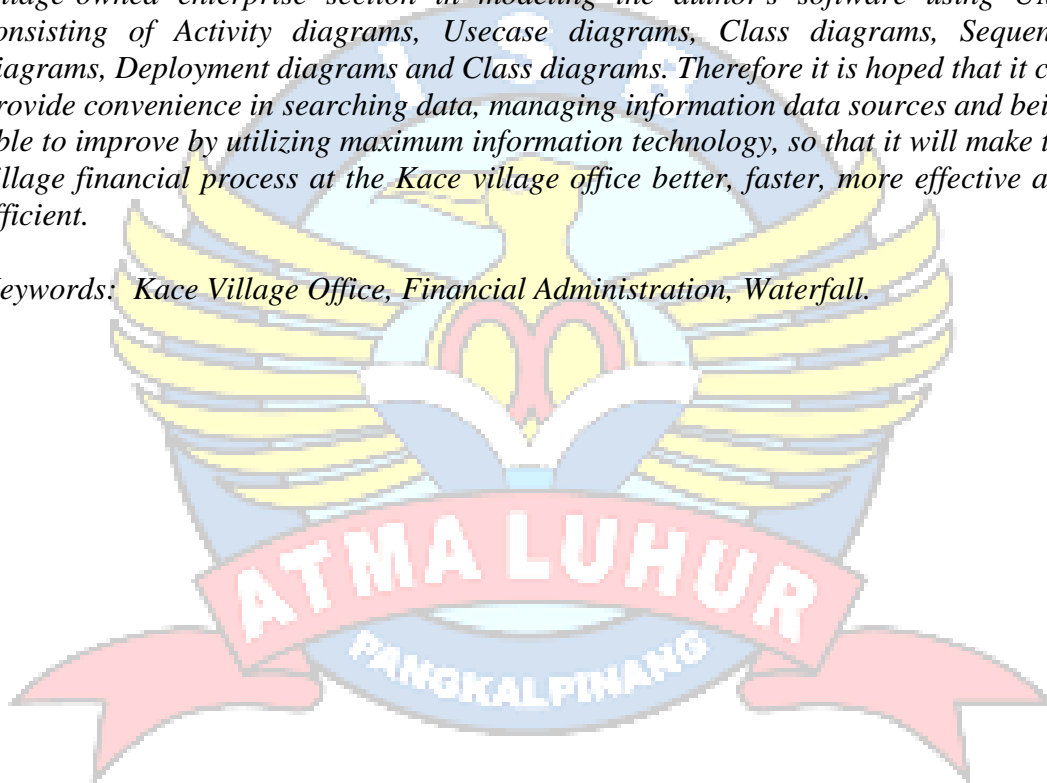 illage-owned enterprise section in modeling the author's software using UM
onsisting of Activity diagrams, Usecase diagrams, Class diagrams, Sequen
iagrams, Deployment diagrams and Class diagrams. Therefore it is hoped that it c
rovide convenience in searching data, managing information data sources and bei
ble to improve by utilizing maximum information technology, so that it will make t
illage financial process at the Kace village office better, faster, more effective a
fficient.
eywords: Kace Village Office, Financial Administration, Waterfall.
I S B
ATMA LUHUR
PANGKALPINANG